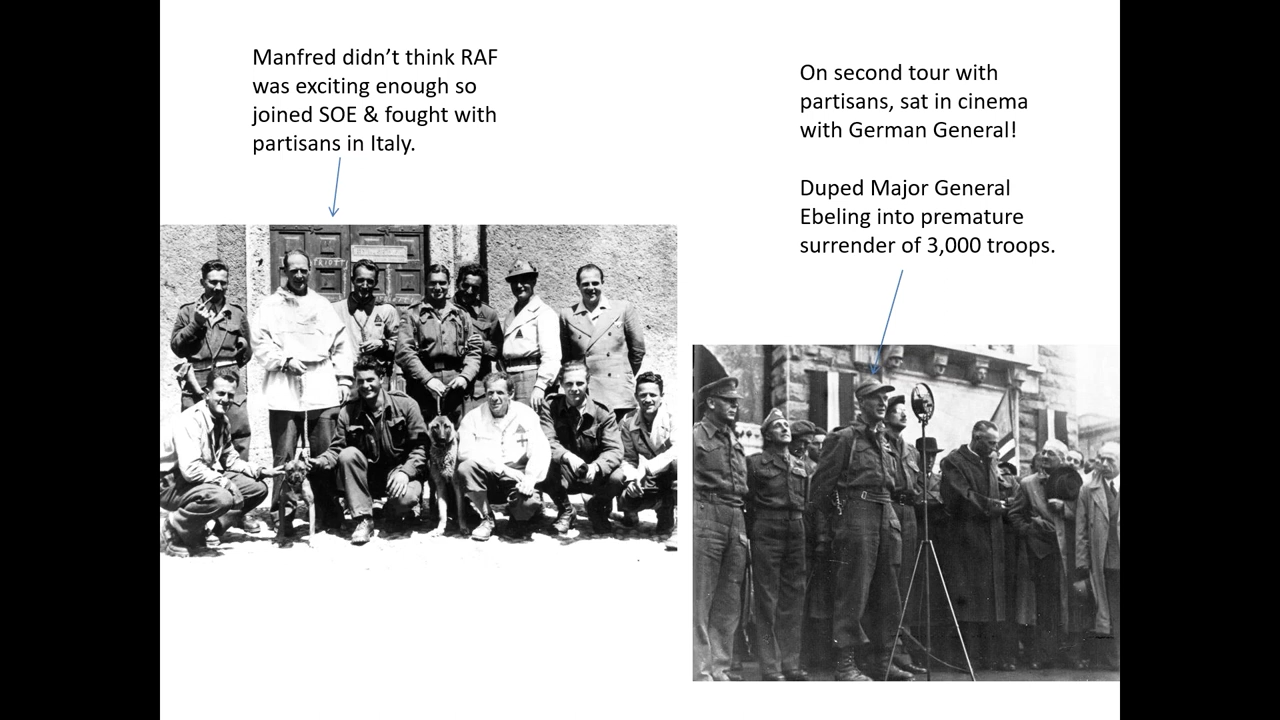 Manfred didn’t think RAF
was exciting enough so
joined SOE & fought with
partisans in Italy.
On second tour with
partisans, sat in cinema
with German General!
Duped Major General
Ebeling into premature
surrender of 3,000 troops.